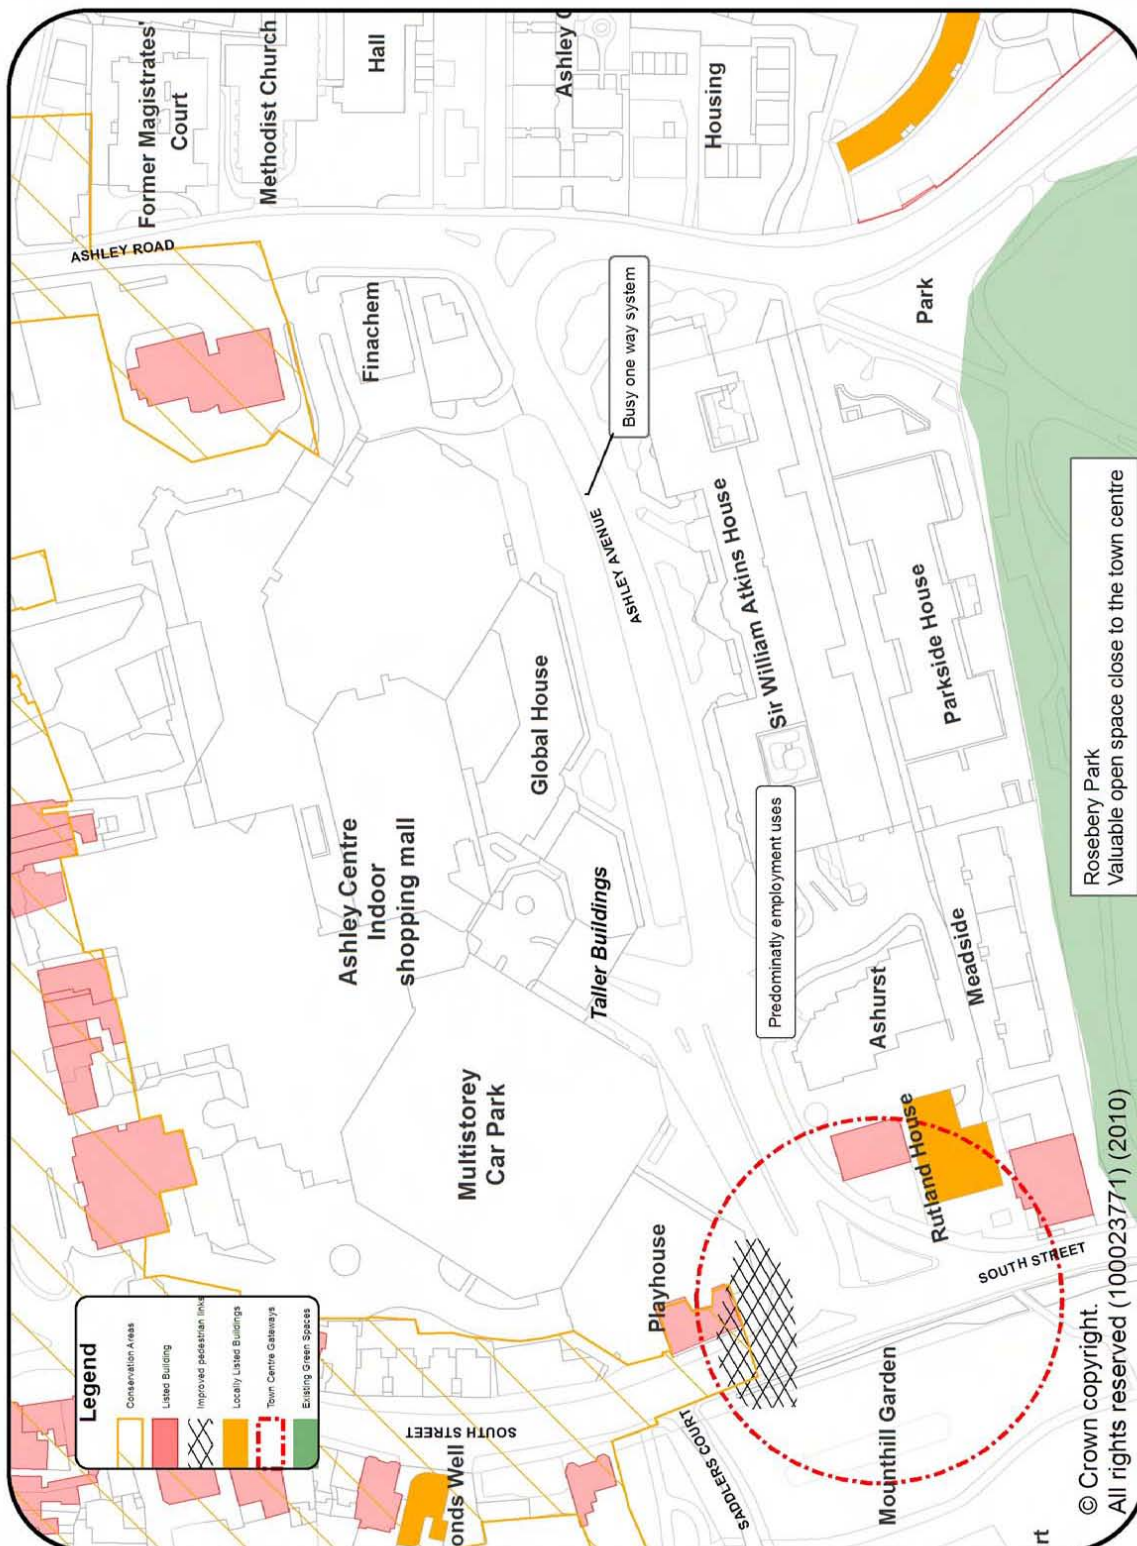 Former Magistrates'
Court
Methodist Church
Hall
Ashley C
Housing
ASHLEY ROAD
Finachem
Busy one way system
Park
ASHLEY AVENUE
Sir William Atkins House
Parkside House
Global House
Ashley Centre
Indoor
shopping mall
Taller Buildings
Predominatly employment uses
Rosebery Park
Valuable open space close to the town centre
Multistorey
Car Park
Ashurst
Meadside
Rutland House
Playhouse
SOUTH STREET
Mounthill Garden
SADDLERS COURT
SOUTH STREET
onds Well
rt
Legend
Conservation Areas
Listed Building
Improved pedestrian links
Locally Listed Buildings
Town Centre Gateways
Existing Green Spaces
© Crown copyright.
All rights reserved (100023771) (2010)